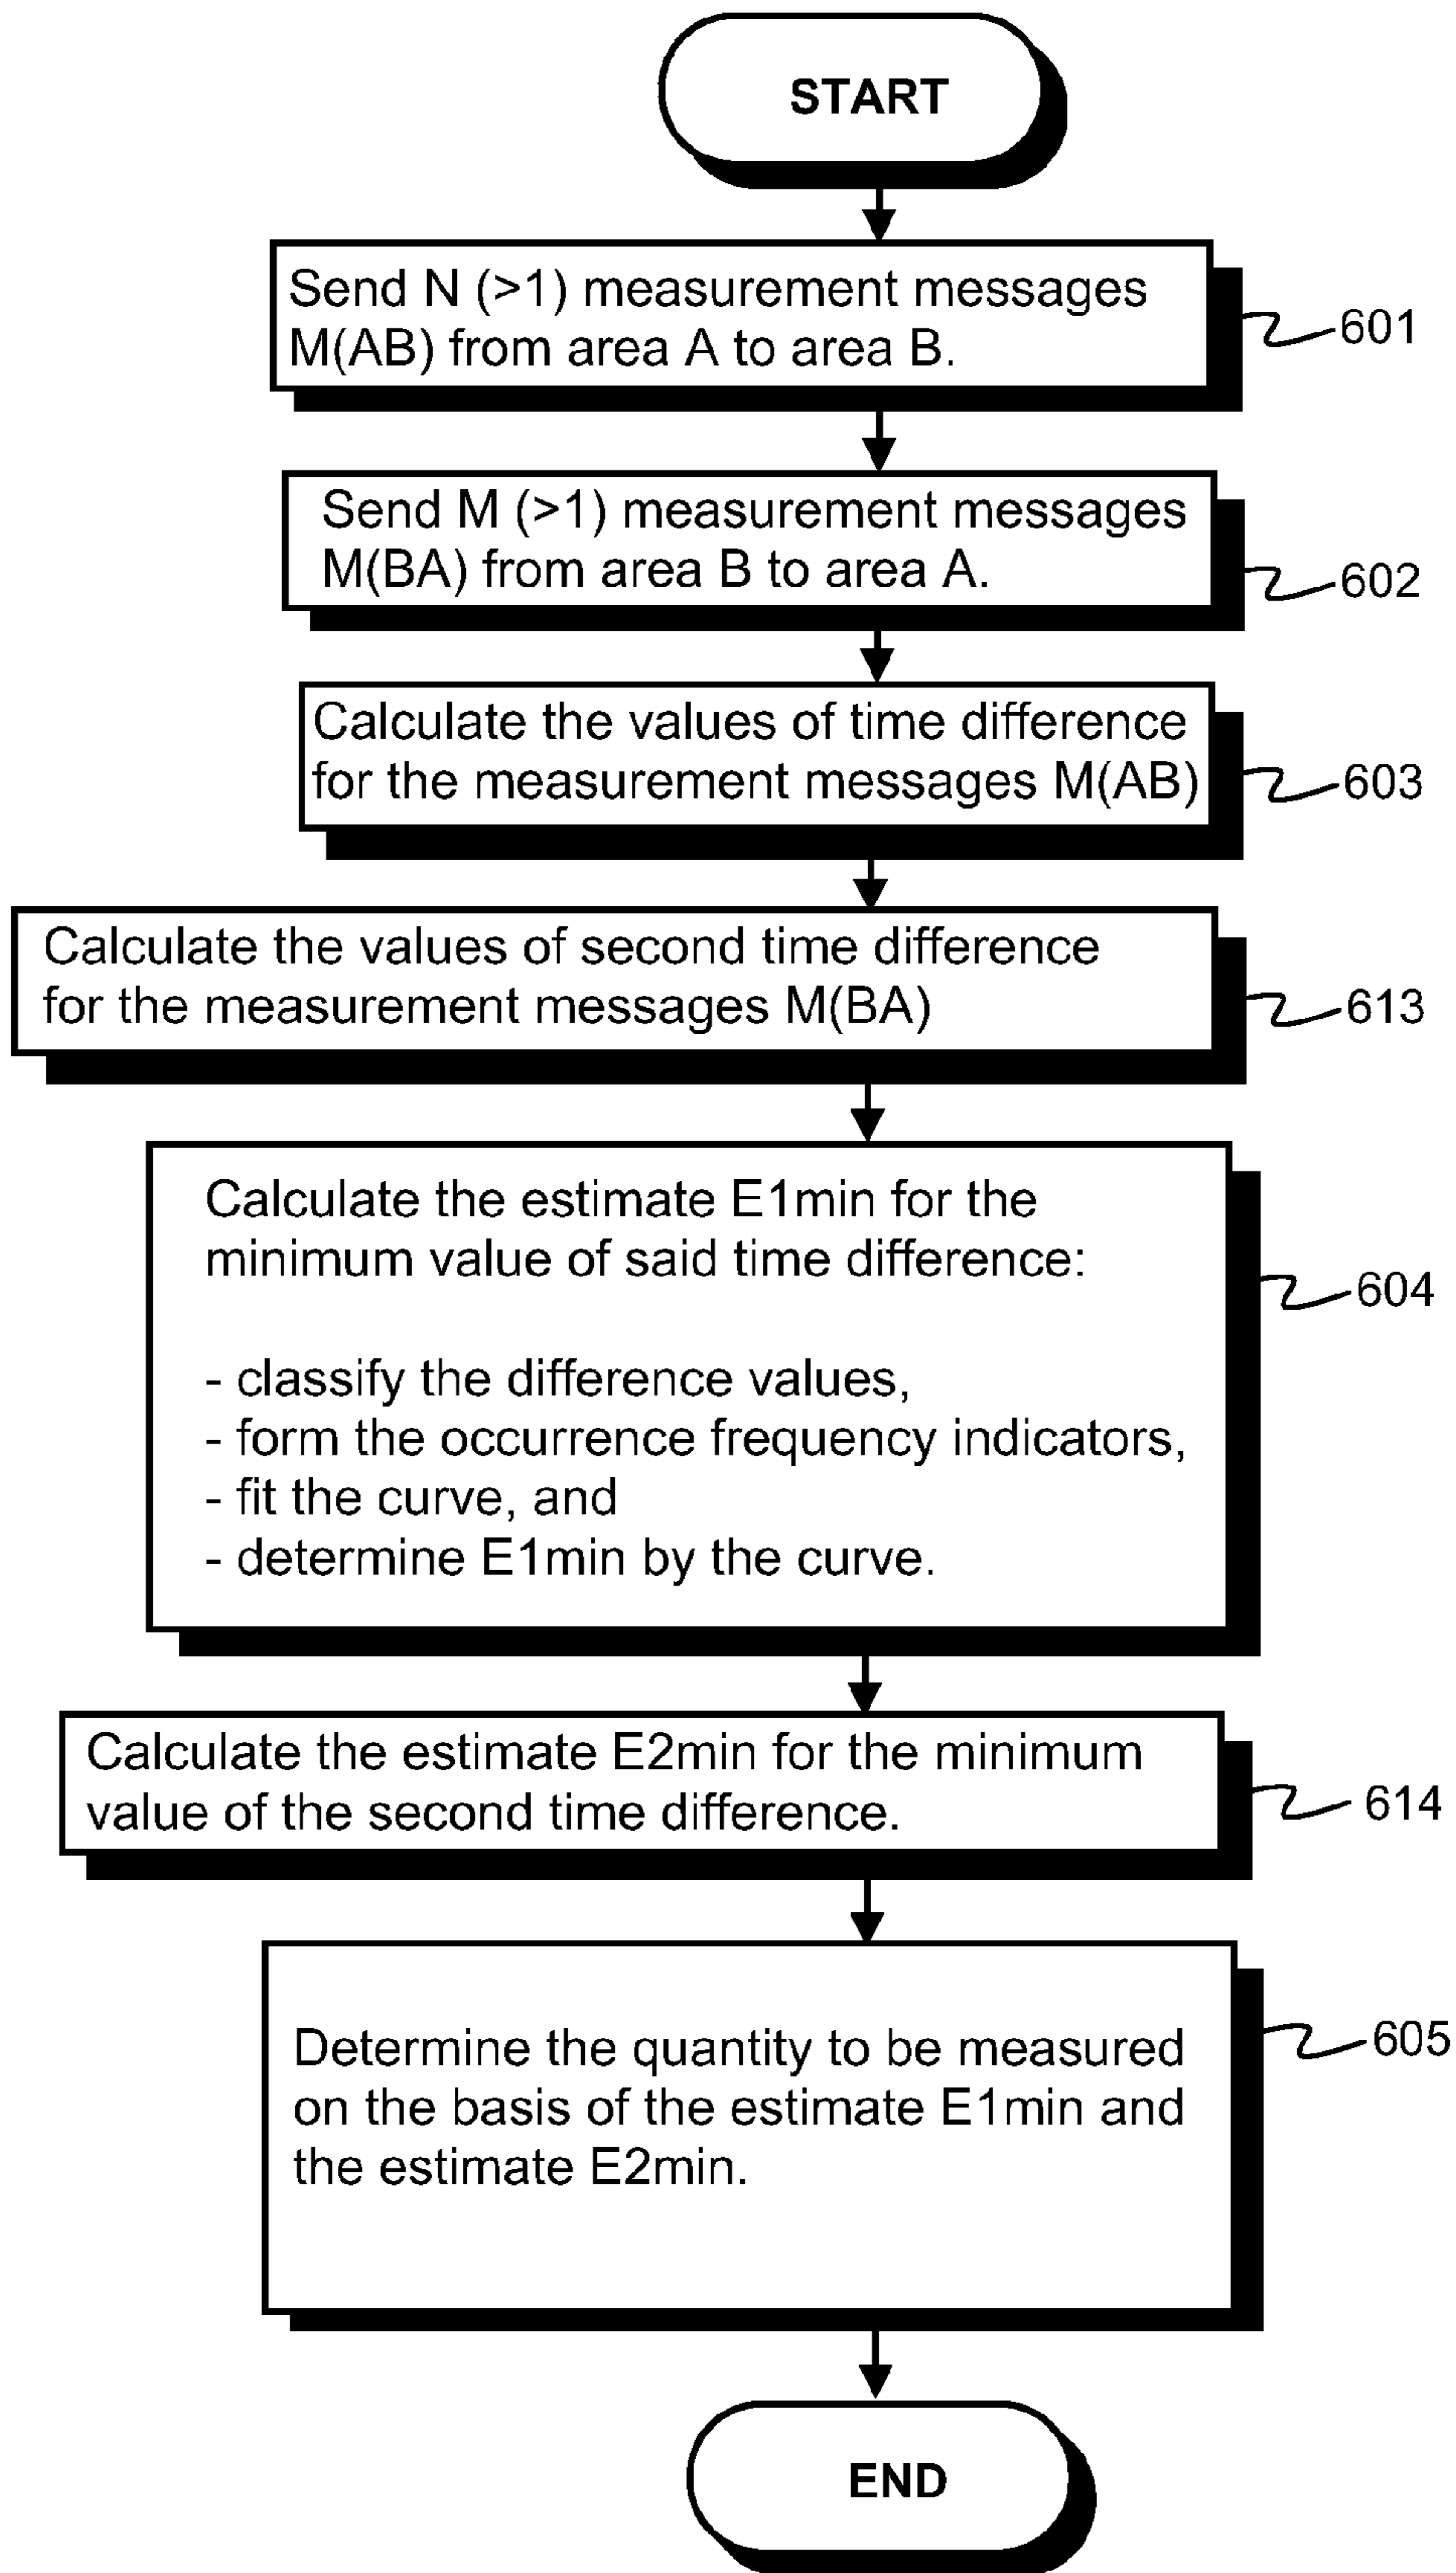 START
Send N (>1) measurement messages
M(AB) from area A to area B.
601
Send M (>1) measurement messages
M(BA) from area B to area A.
602
Calculate the values of time difference
for the measurement messages M(AB)
603
Calculate the values of second time difference
for the measurement messages M(BA)
613
Calculate the estimate E1min for the
minimum value of said time difference:
- classify the difference values,
- form the occurrence frequency indicators,
- fit the curve, and
- determine E1min by the curve.
604
Calculate the estimate E2min for the minimum
value of the second time difference.
614
Determine the quantity to be measured
on the basis of the estimate E1min and
the estimate E2min.
605
END